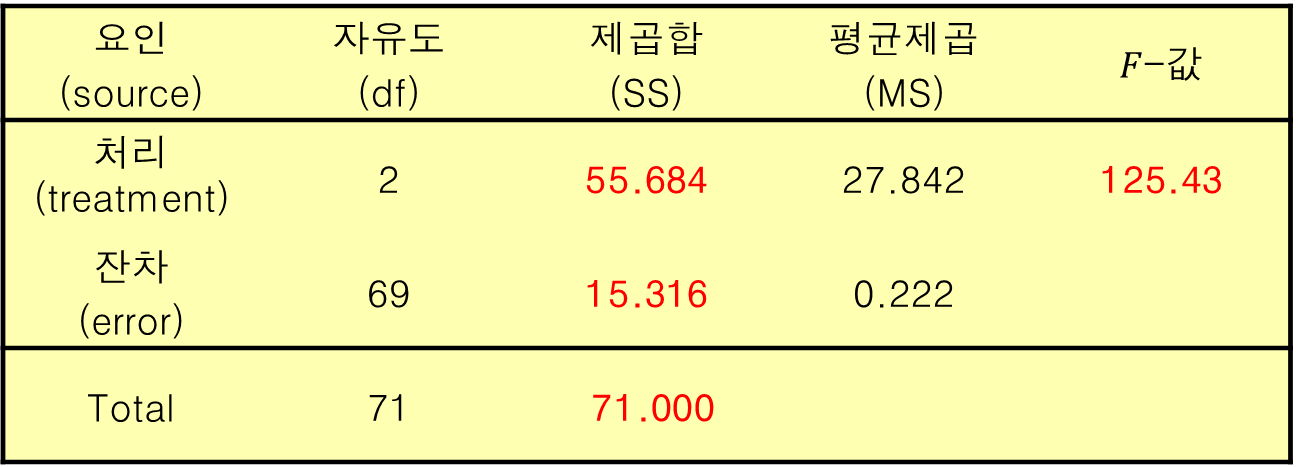 요인 자유도 제곱합 평균제곱 F-값
(source) (df) (SS) (MS)
처리
(treatment) 2 55.684 27.842 125.43
잔차
(error) 69 15.316 0.222
Total 71 71.000